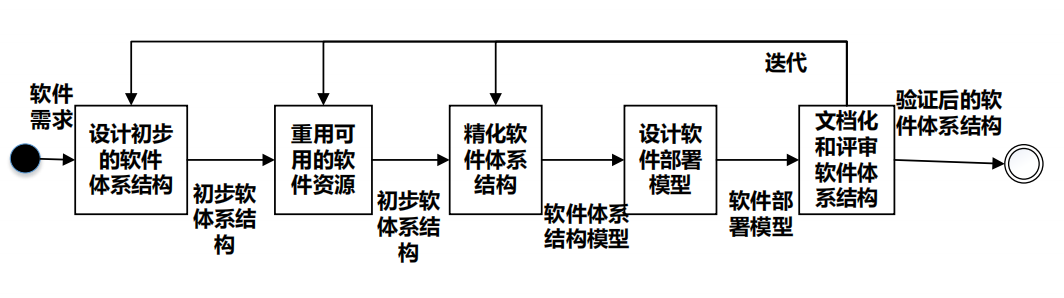 迭代
软件
需求
设计初步
的软件
体系结构
初步软
体系结
构
重用可
用的软
件资源
初步软
体系结
构
精化软
件体系
结构
软件体系
结构模型
设计软
件部署
模型
软件部
署模型
文档化
和评审
软件体
系结构
验证后的软
件体系结构